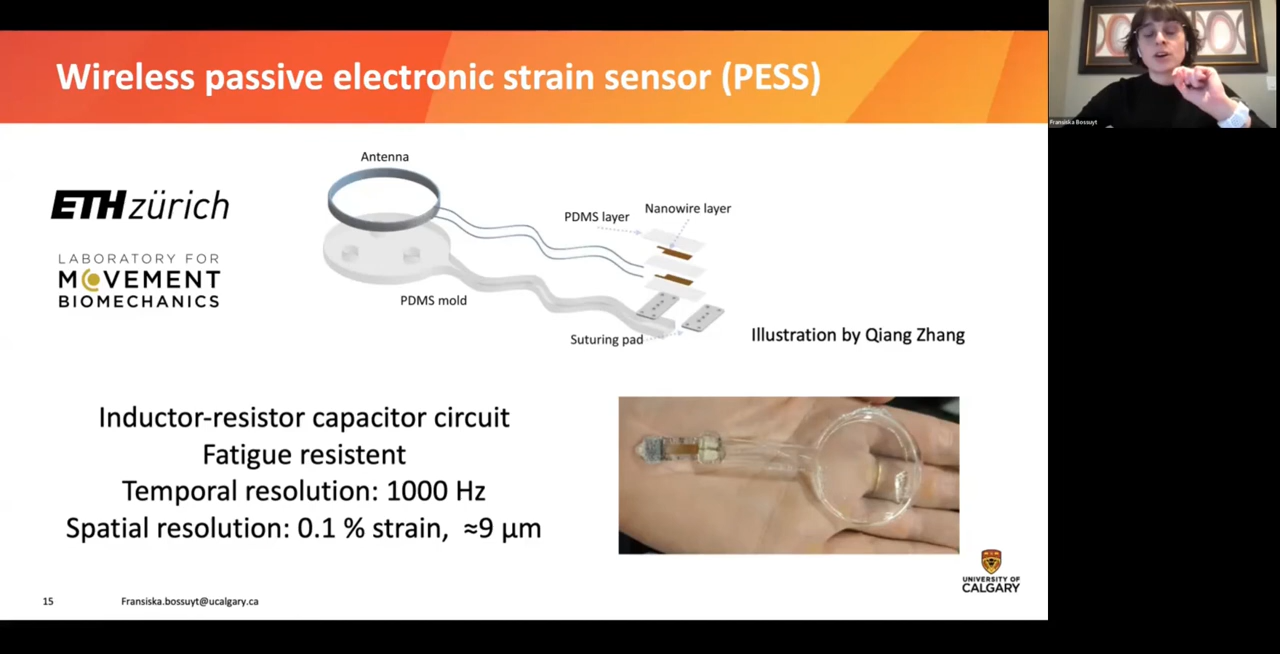 Wireless passive electronic strain sensor (PESS)
Fransiska Bossuyt
Antenna
ETH zürich
PDMS layer
Nanowire layer
LABORATORY FOR
MOVEMENT
BIOMECHANICS
PDMS mold
Suturing pad
Illustration by Qiang Zhang
Inductor-resistor capacitor circuit
Fatigue resistent
Temporal resolution: 1000 Hz
Spatial resolution: 0.1 % strain, ≈9 μm
UNIVERSITY OF
CALGARY
15
Fransiska.bossuyt@ucalgary.ca